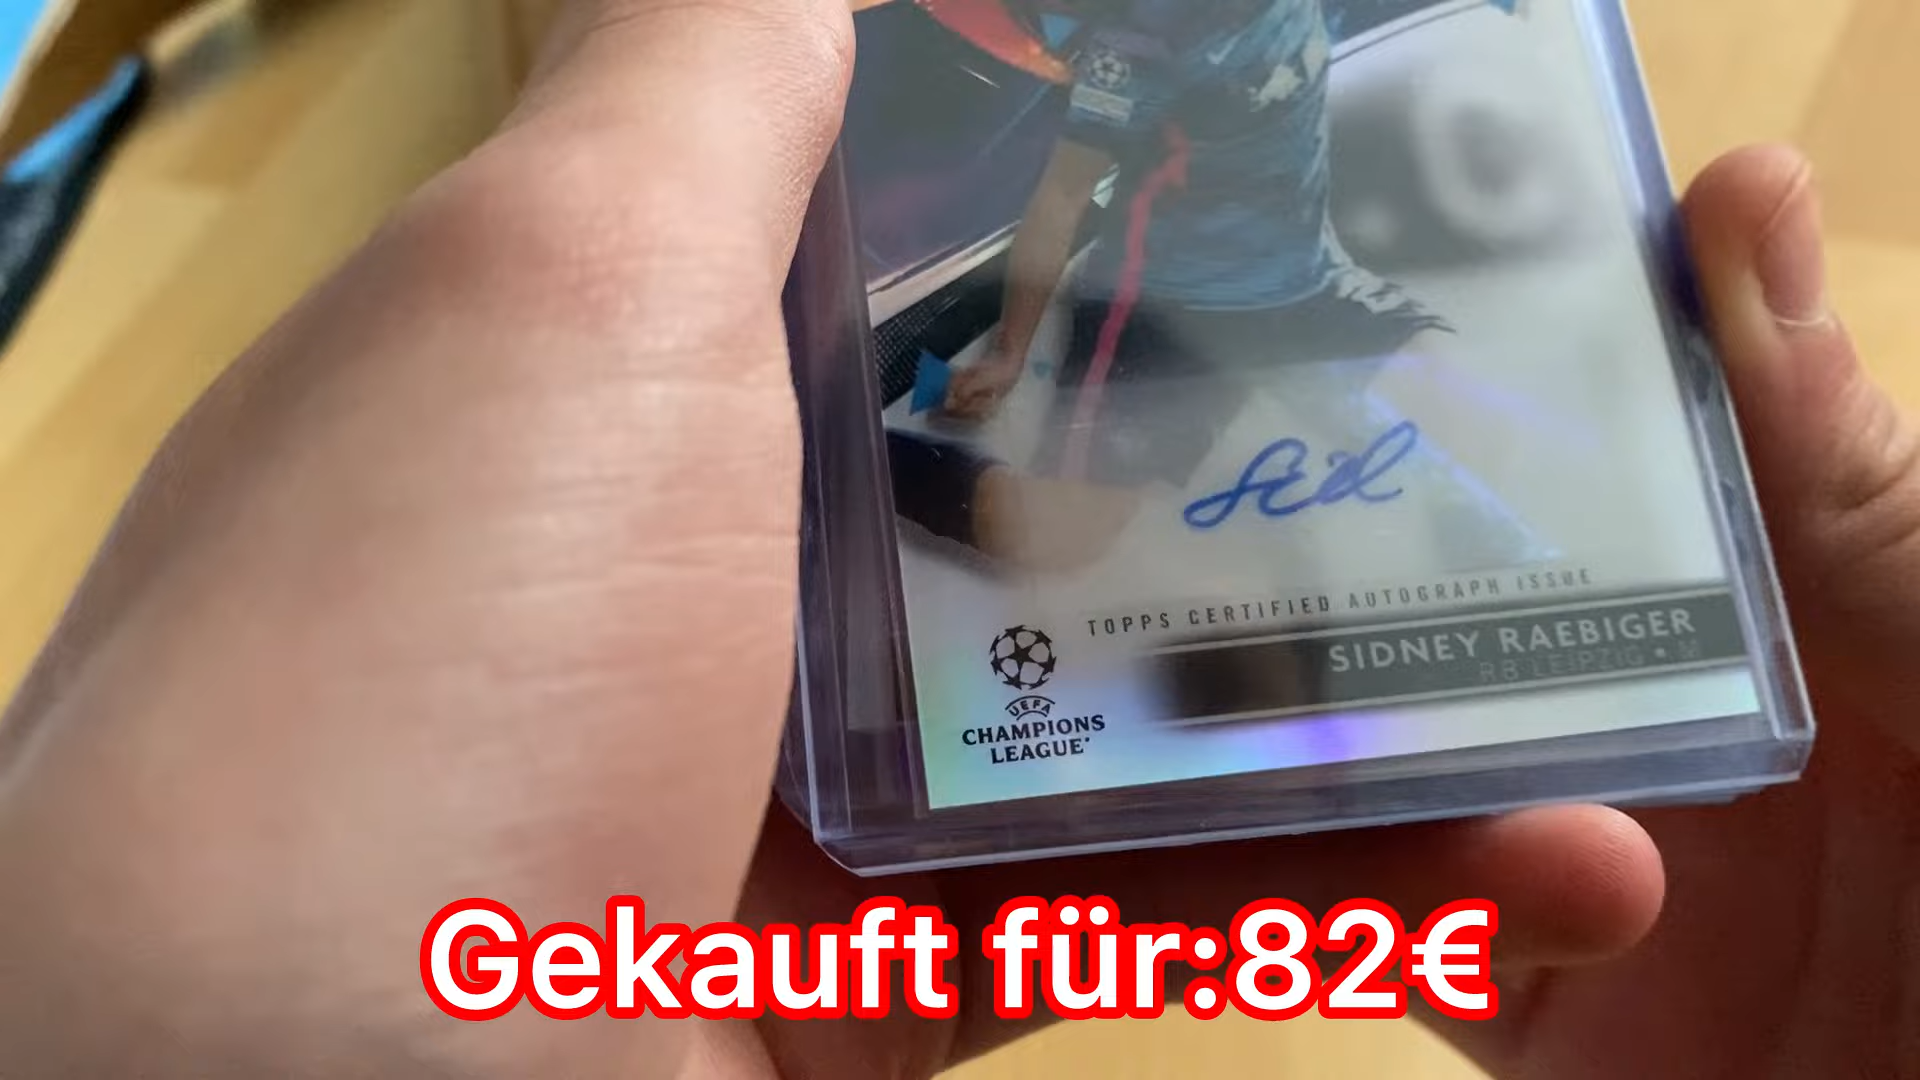 TOPPS CERTIFIED AUTOGRAPH ISSUE
SIDNEY RAEBIGER
RB LEIPZIG • M
UEFA
CHAMPIONS
LEAGUE
Gekauft für:82€